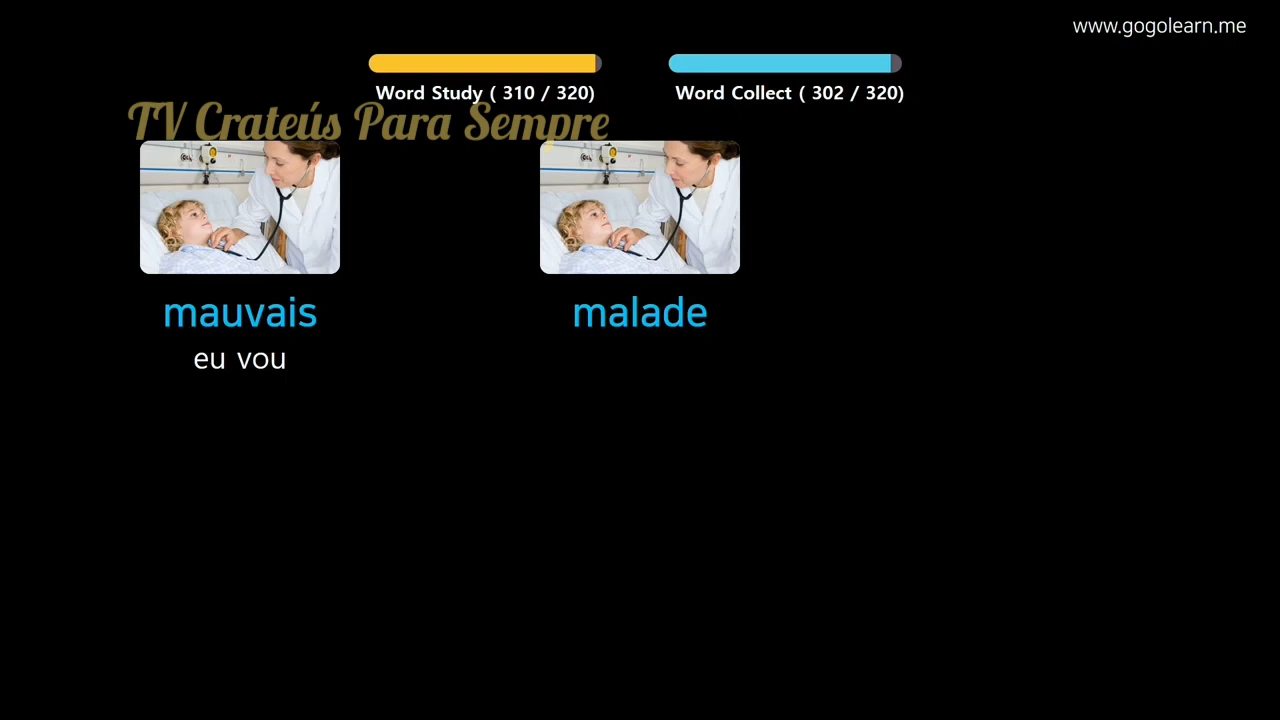 www.gogolearn.me
Word Study ( 310 / 320)
Word Collect ( 302 / 320)
TV Crateús Para Sempre
mauvais
malade
eu vou